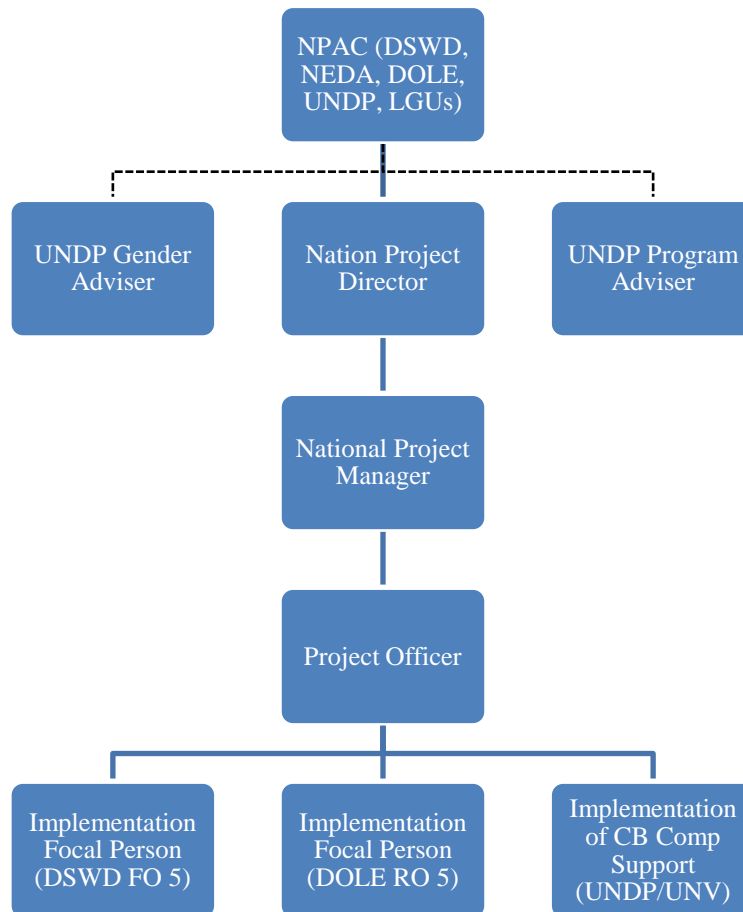 NPAC (DSWD,
NEDA, DOLE,
UNDP, LGUs)
UNDP Gender
Adviser
Nation Project
Director
UNDP Program
Adviser
National Project
Manager
Project Officer
Implementation
Focal Person
(DSWD FO 5)
Implementation
Focal Person
(DOLE RO 5)
Implementation
of CB Comp
Support
(UNDP/UNV)